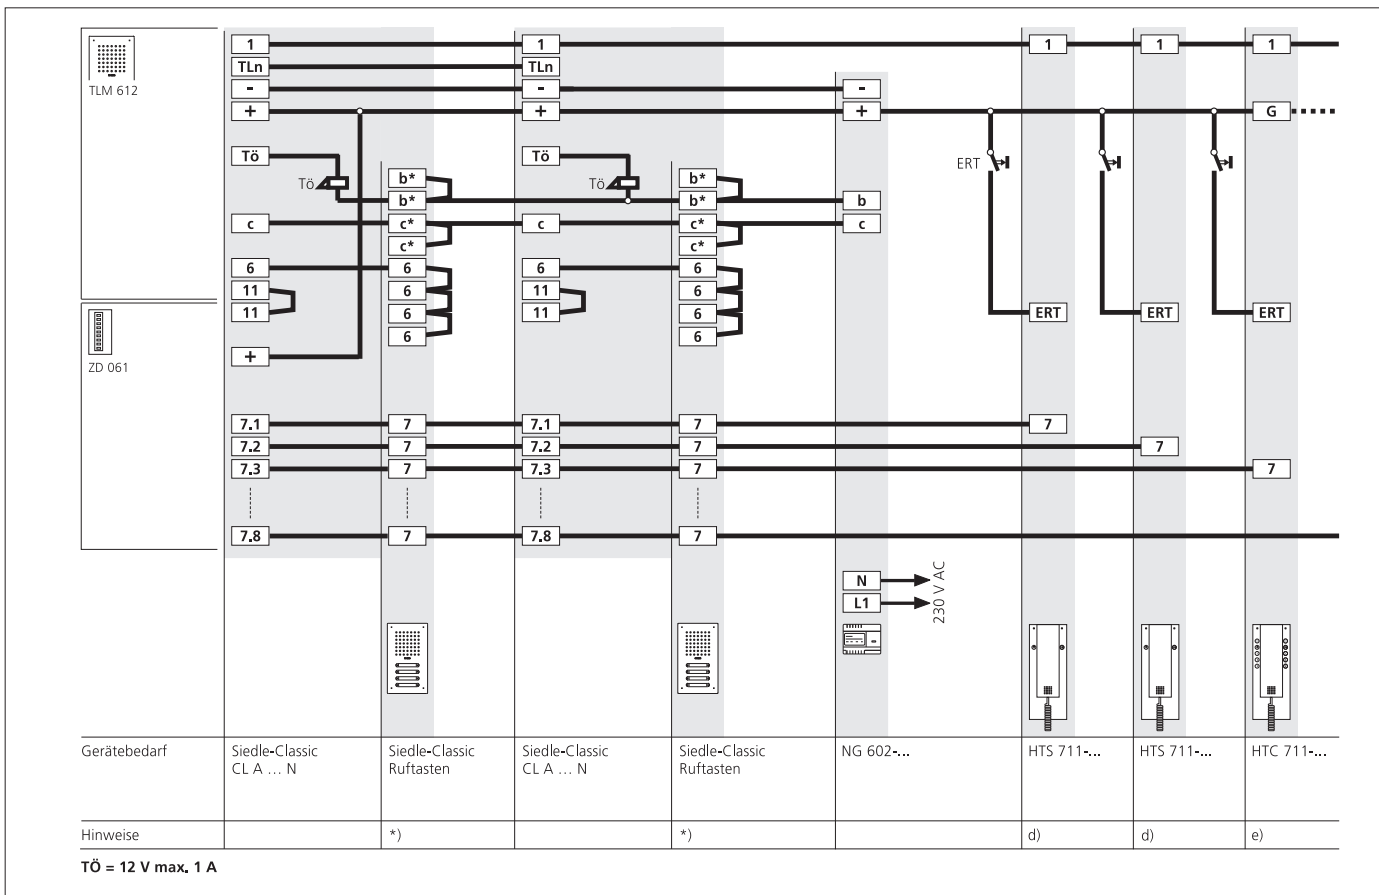 1 1 1 1 1
TLM 612 TLn TLn
- - -
+ + + G
Tö Tö ERT
Tö b* Tö b*
b* b* b
c c* c c* c
c* c*
6 6 6 6
11 6 11 6
11 6 11 6 ERT ERT ERT
6 6
+
ZD 061
7.1 7 7.1 7 7
7.2 7 7.2 7 7
7.3 7 7.3 7 7
7.8 7 7.8 7
N
L1
230 V AC
Gerätebedarf Siedle-Classic Siedle-Classic Siedle-Classic Siedle-Classic NG 602-... HTS 711-... HTS 711-... HTC 711-...
CL A … N Ruftasten CL A … N Ruftasten
Hinweise *) *) d) d) e)
TÖ = 12 V max. 1 A